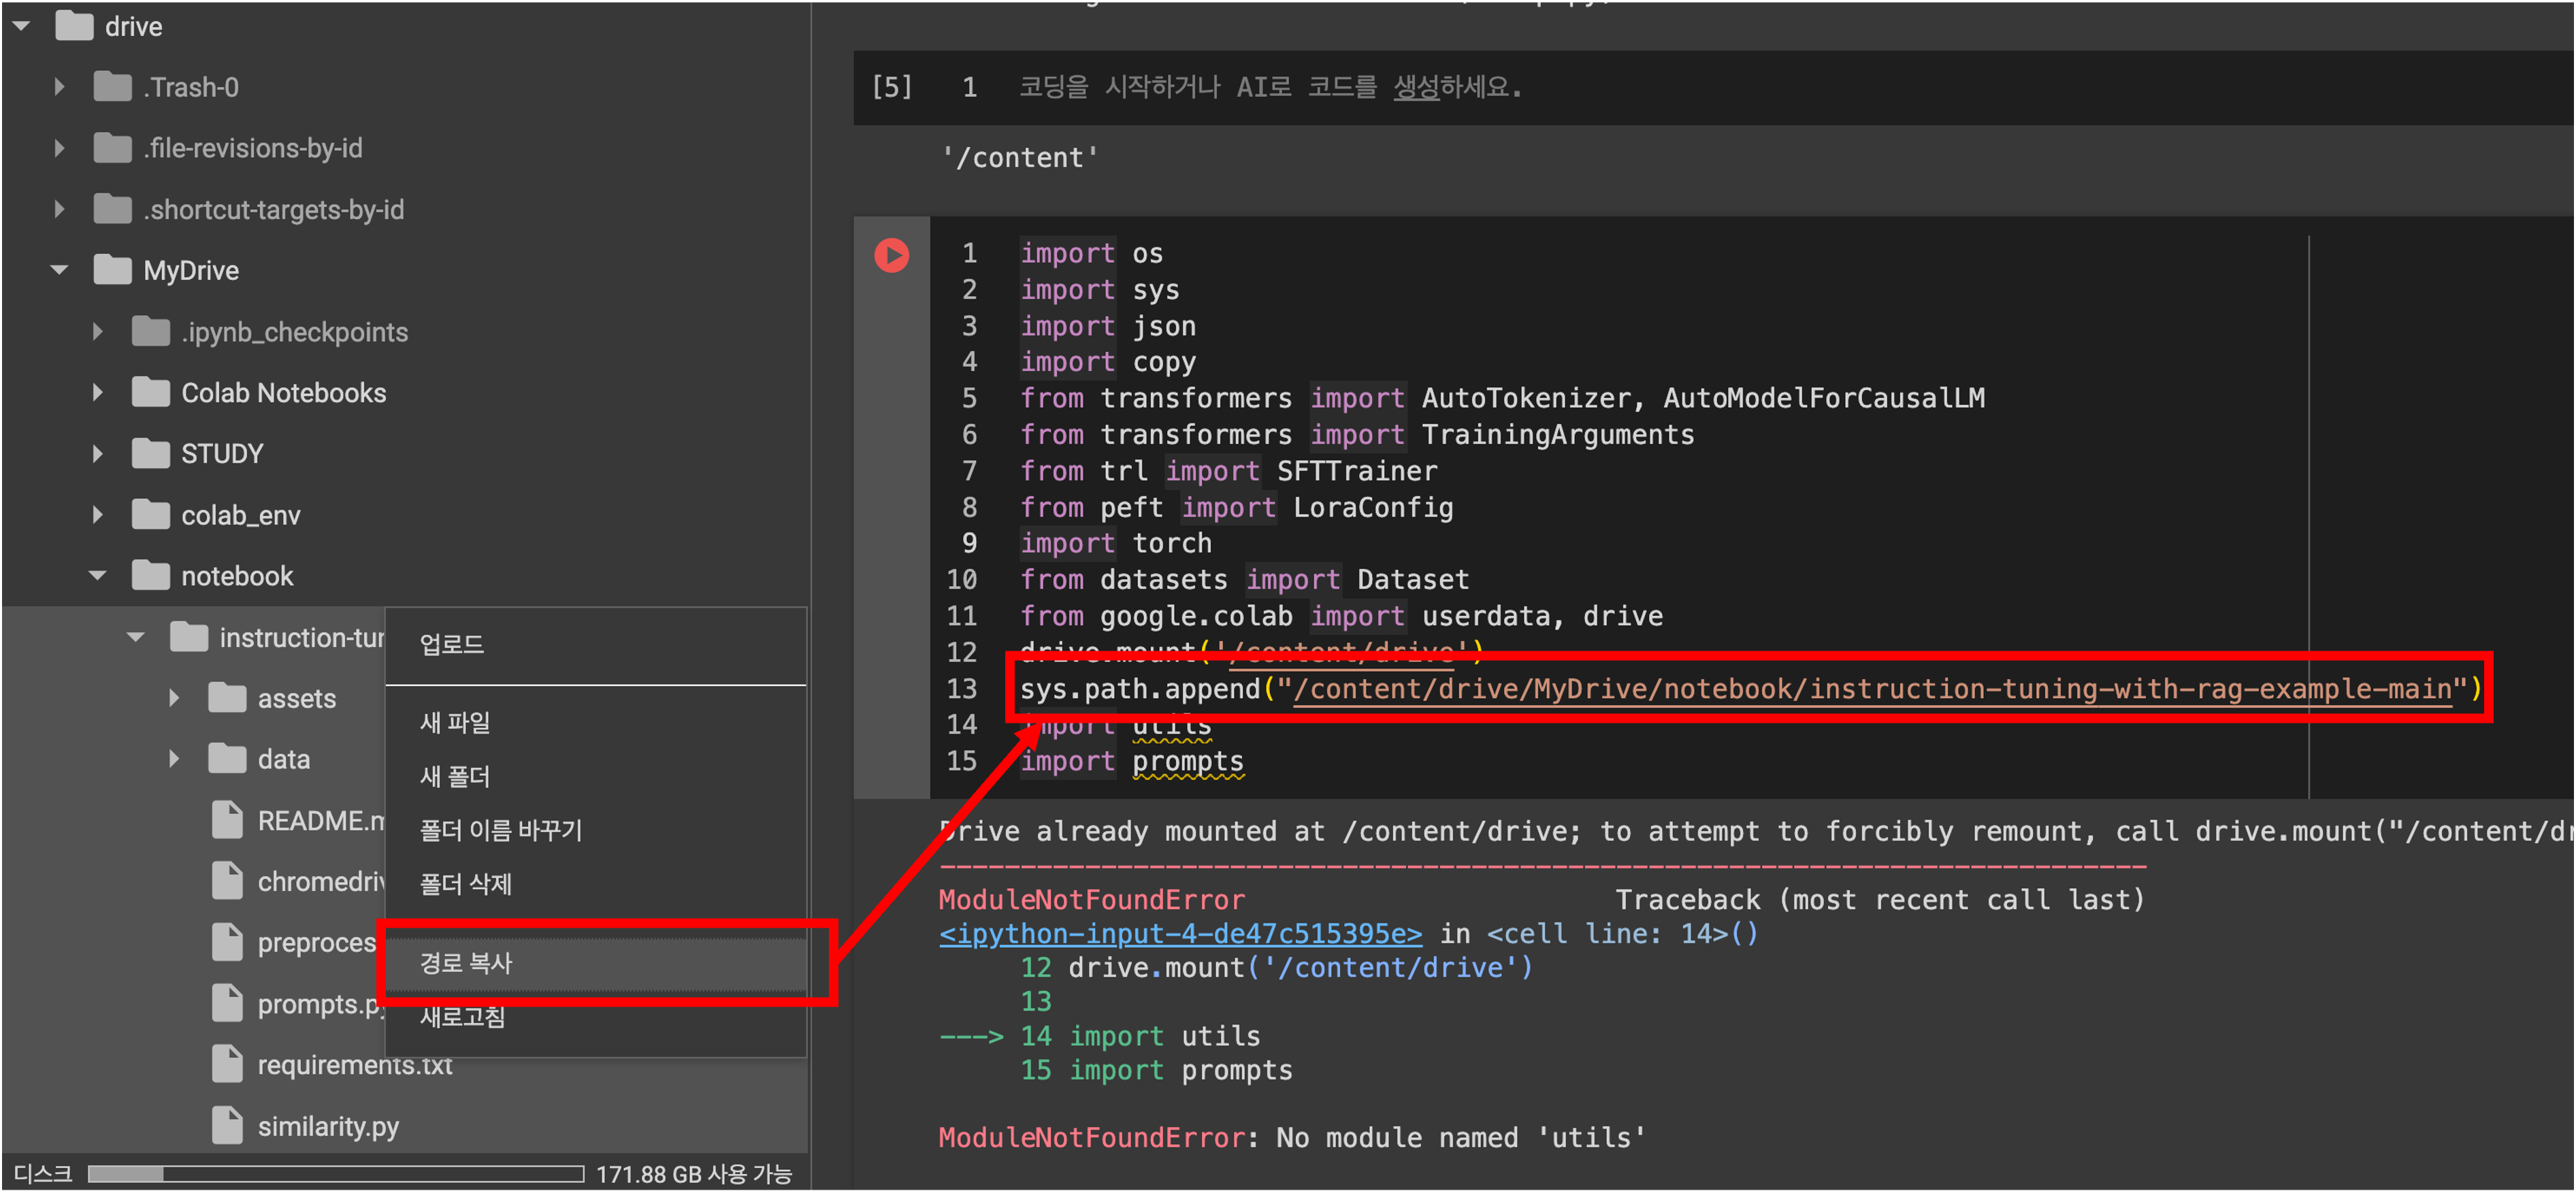 drive
.Trash-0
.file-revisions-by-id
.shortcut-targets-by-id
MyDrive
.ipynb_checkpoints
Colab Notebooks
STUDY
colab_env
notebook
instruction-tur
assets
data
README.m
chromedriv
preproces
prompts.py
requirements.txt
similarity.py
디스크 171.88 GB 사용 가능
업로드
새 파일
새 폴더
폴더 이름 바꾸기
폴더 삭제
경로 복사
새로고침
[5] 1 코딩을 시작하거나 AI로 코드를 생성하세요.
'/content'
1 import os
2 import sys
3 import json
4 import copy
5 from transformers import AutoTokenizer, AutoModelForCausalLM
6 from transformers import TrainingArguments
7 from trl import SFTTrainer
8 from peft import LoraConfig
9 import torch
10 from datasets import Dataset
11 from google.colab import userdata, drive
12 drive.mount('/content/drive')
13 sys.path.append("/content/drive/MyDrive/notebook/instruction-tuning-with-rag-example-main")
14 import utils
15 import prompts
Drive already mounted at /content/drive; to attempt to forcibly remount, call drive.mount("/content/dr
---------------------------------------------------------------------------
ModuleNotFoundError Traceback (most recent call last)
<ipython-input-4-de47c515395e> in <cell line: 14>()
12 drive.mount('/content/drive')
13
---> 14 import utils
15 import prompts
ModuleNotFoundError: No module named 'utils'